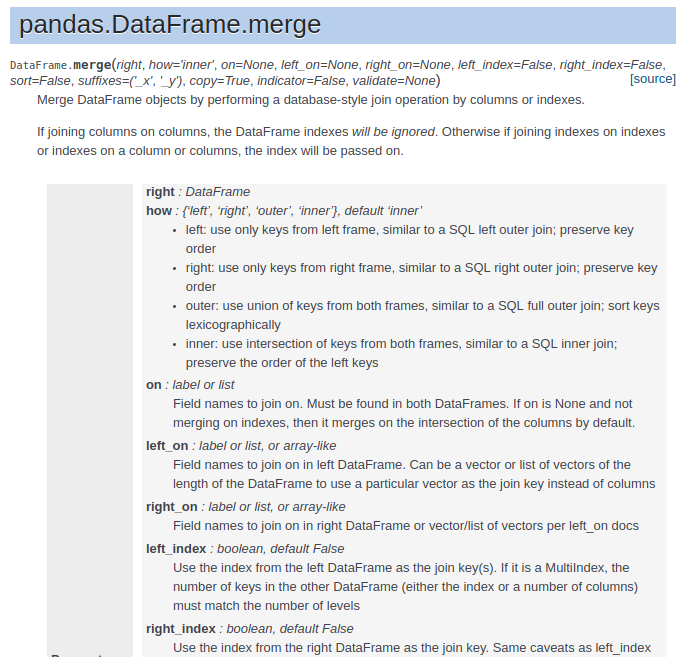 pandas.DataFrame.merge
DataFrame.merge(right, how='inner', on=None, left_on=None, right_on=None, left_index=False, right_index=False,
sort=False, suffixes=('_x', '_y'), copy=True, indicator=False, validate=None) [source]
Merge DataFrame objects by performing a database-style join operation by columns or indexes.
If joining columns on columns, the DataFrame indexes will be ignored. Otherwise if joining indexes on indexes
or indexes on a column or columns, the index will be passed on.
right : DataFrame
how : {‘left’, ‘right’, ‘outer’, ‘inner’}, default ‘inner’
• left: use only keys from left frame, similar to a SQL left outer join; preserve key
order
• right: use only keys from right frame, similar to a SQL right outer join; preserve key
order
• outer: use union of keys from both frames, similar to a SQL full outer join; sort keys
lexicographically
• inner: use intersection of keys from both frames, similar to a SQL inner join;
preserve the order of the left keys
on : label or list
Field names to join on. Must be found in both DataFrames. If on is None and not
merging on indexes, then it merges on the intersection of the columns by default.
left_on : label or list, or array-like
Field names to join on in left DataFrame. Can be a vector or list of vectors of the
length of the DataFrame to use a particular vector as the join key instead of columns
right_on : label or list, or array-like
Field names to join on in right DataFrame or vector/list of vectors per left_on docs
left_index : boolean, default False
Use the index from the left DataFrame as the join key(s). If it is a MultiIndex, the
number of keys in the other DataFrame (either the index or a number of columns)
must match the number of levels
right_index : boolean, default False
Use the index from the right DataFrame as the join key. Same caveats as left_index